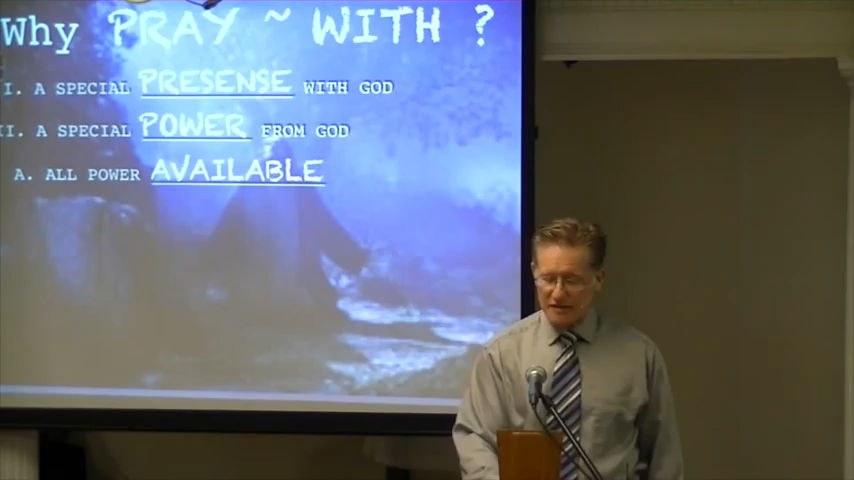 Why PRAY ~ WITH ?
I. A SPECIAL PRESENSE WITH GOD
II. A SPECIAL POWER FROM GOD
A. ALL POWER AVAILABLE